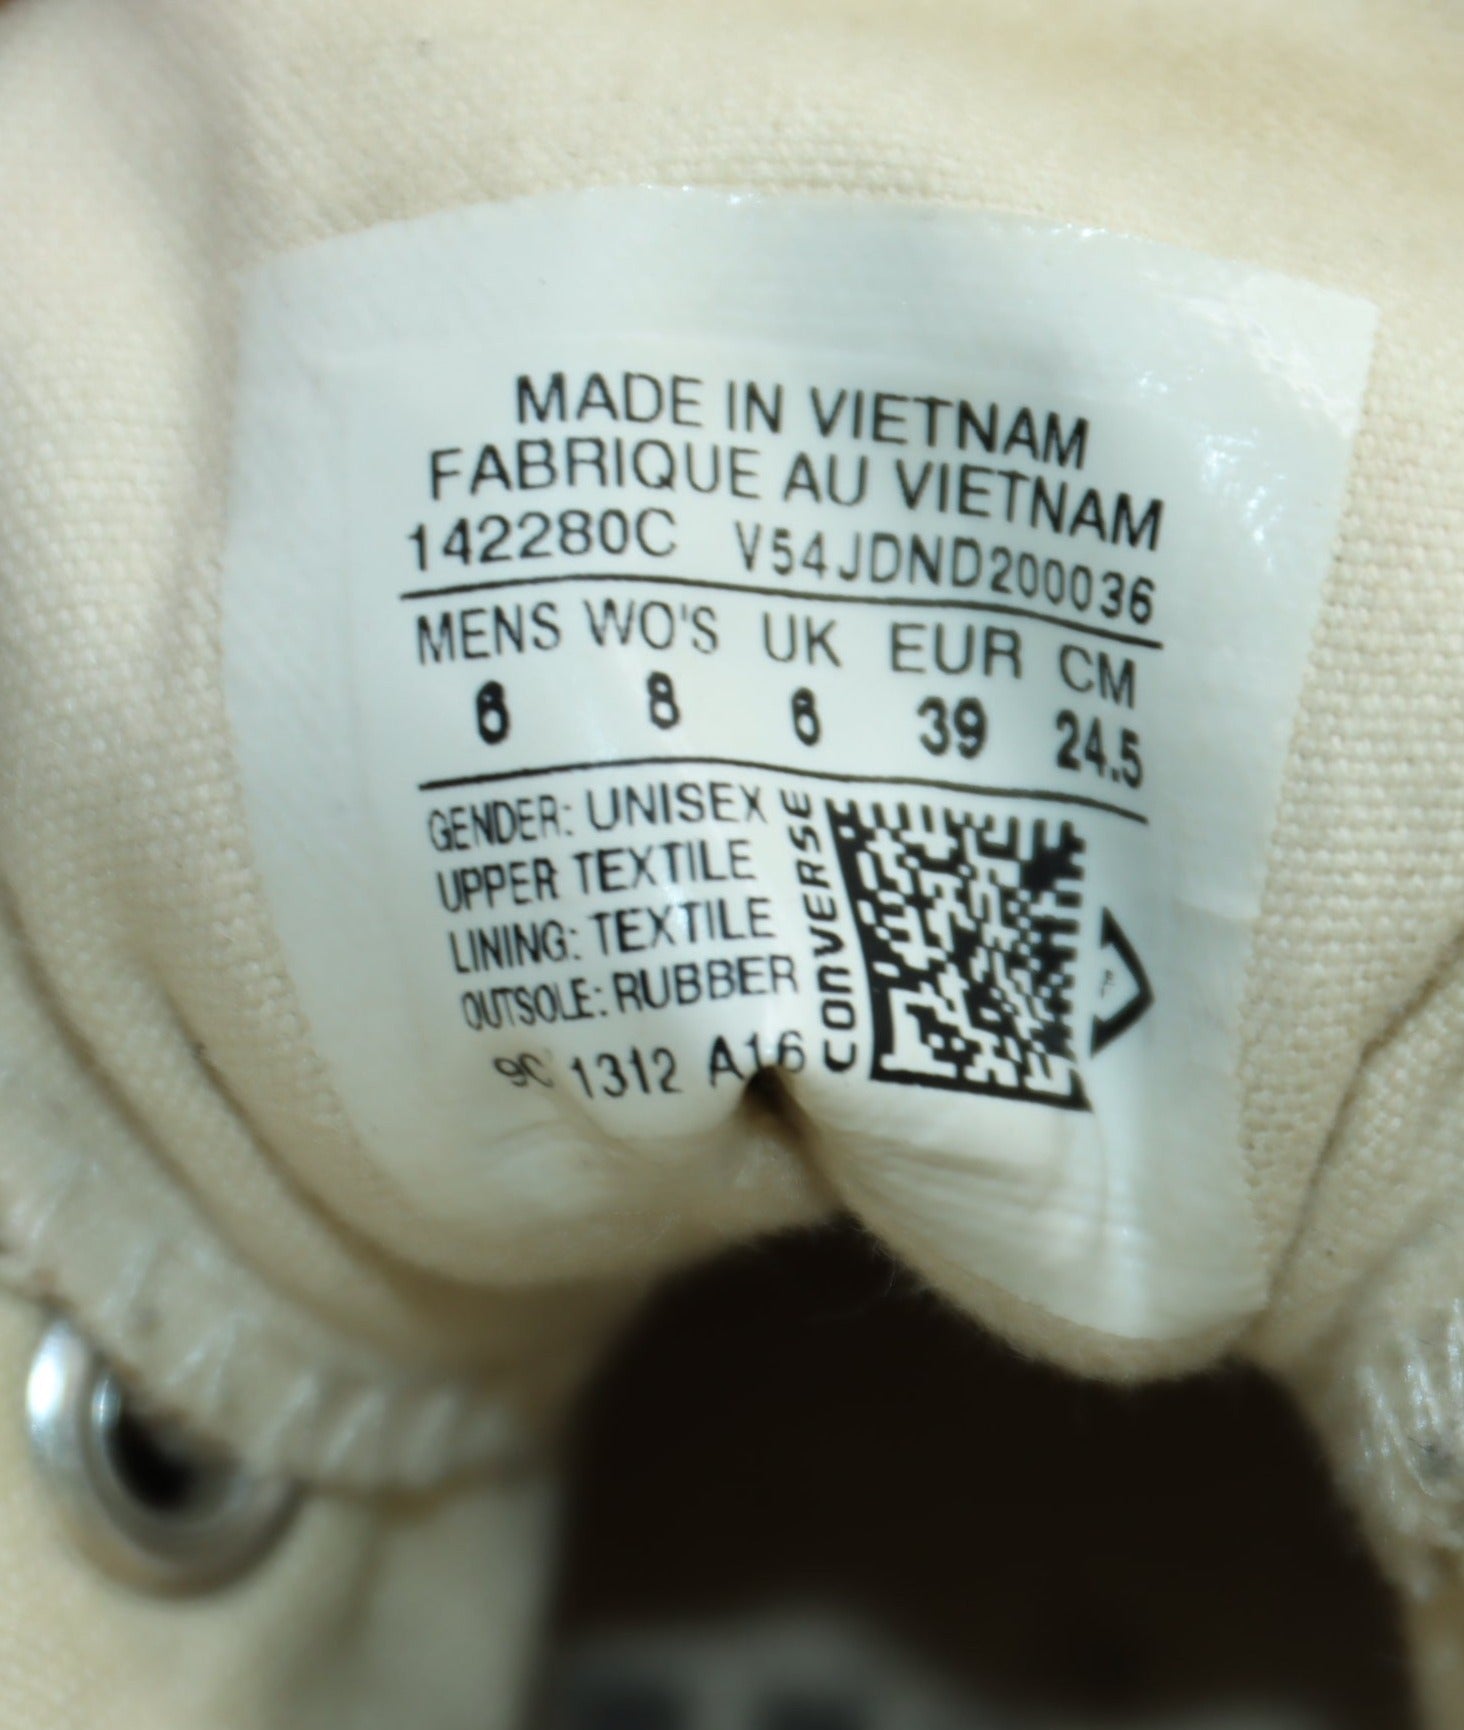 MADE IN VIETNAM
FABRIQUE AU VIETNAM
142280C V54JDND200036
MENS WO'S UK EUR CM
6 8 6 39 24.5
GENDER: UNISEX
UPPER TEXTILE
LINING: TEXTILE
OUTSOLE: RUBBER
1312 A16
CONVERSE